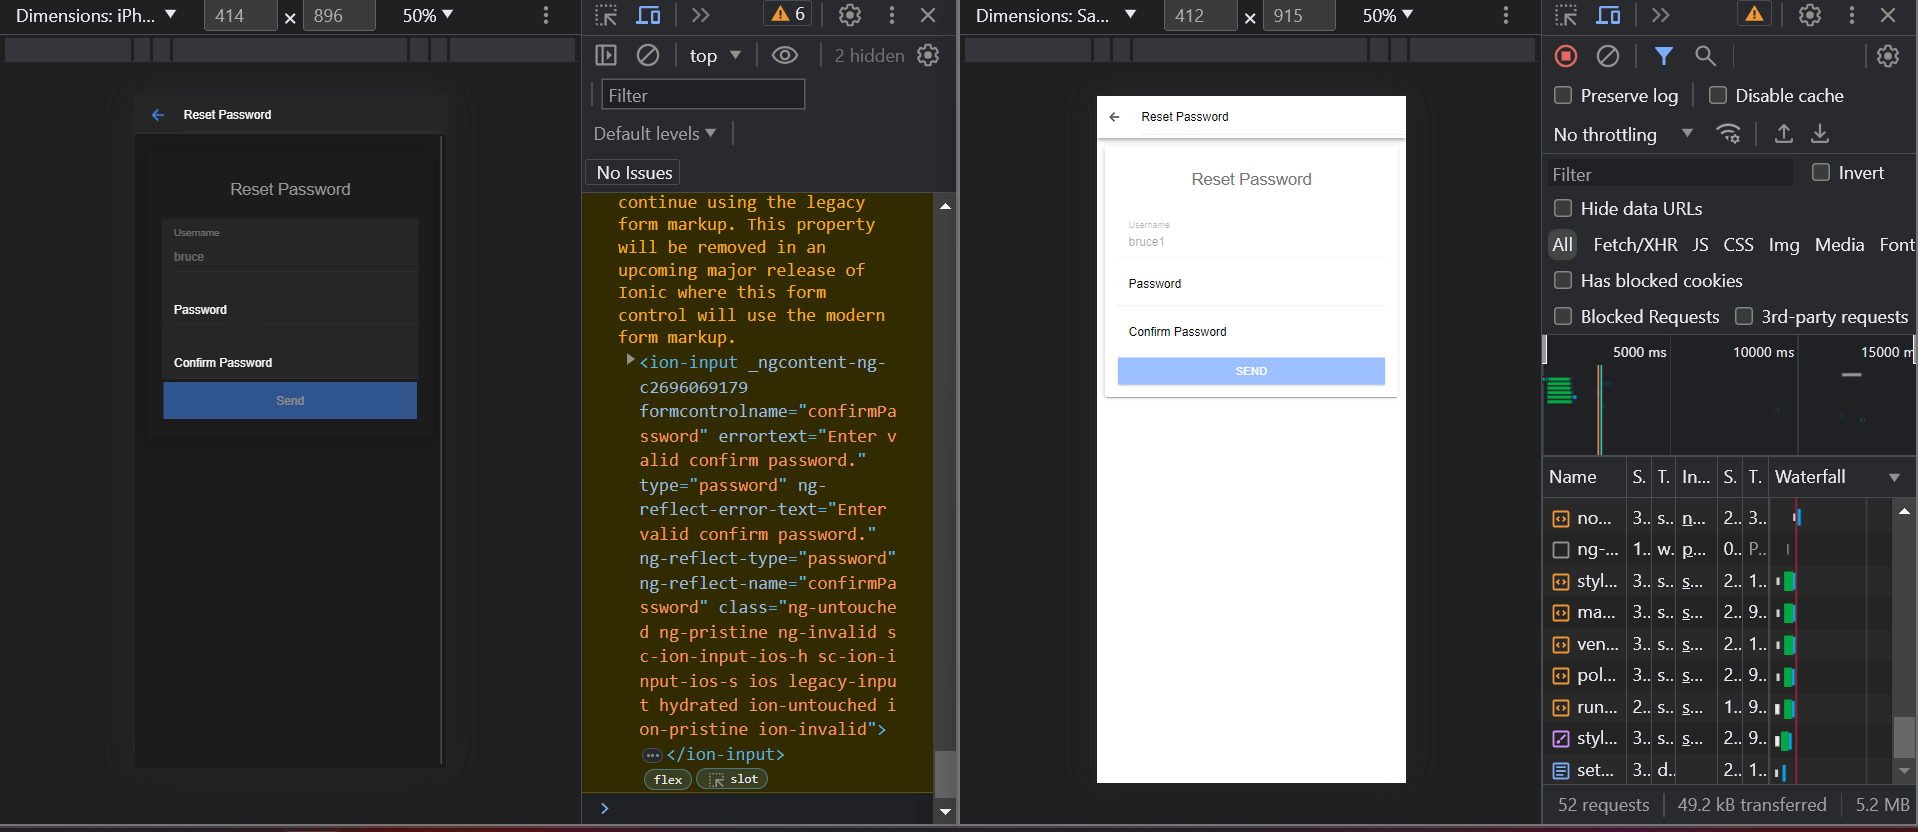 Dimensions: iPh... 414 × 896 50%
6
top 2 hidden
Filter
Default levels
No Issues
continue using the legacy
form markup. This property
will be removed in an
upcoming major release of
Ionic where this form
control will use the modern
form markup.
<ion-input _ngcontent-ng-
c2696069179
formcontrolname="confirmPa
ssword" errortext="Enter v
alid confirm password."
type="password" ng-
reflect-error-text="Enter
valid confirm password."
ng-reflect-type="password"
ng-reflect-name="confirmPa
ssword" class="ng-untouche
d ng-pristine ng-invalid s
c-ion-input-ios-h sc-ion-i
nput-ios-s ios legacy-inpu
t hydrated ion-untouched i
on-pristine ion-invalid">
</ion-input>
flex slot
Reset Password
Reset Password
Username
bruce
Password
Confirm Password
Send
Dimensions: Sa... 412 × 915 50%
Reset Password
Reset Password
Username
bruce1
Password
Confirm Password
SEND
Preserve log Disable cache
No throttling
Filter Invert
Hide data URLs
All Fetch/XHR JS CSS Img Media Font
Has blocked cookies
Blocked Requests 3rd-party requests
5000 ms 10000 ms 15000 m
Name S. T. In... S. T. Waterfall
no... 3.. s.. n... 2.. 3..
ng-... 1.. w. p... 0.. P..
styl... 3.. s.. s... 2.. 1..
ma... 3.. s.. s... 2.. 9..
ven... 3.. s.. s... 2.. 1..
pol... 3.. s.. s... 2.. 9..
run... 2.. s.. s... 1.. 9..
styl... 3.. s.. s... 2.. 9..
set... 3.. d.. 2.. 1..
52 requests 49.2 kB transferred 5.2 MB